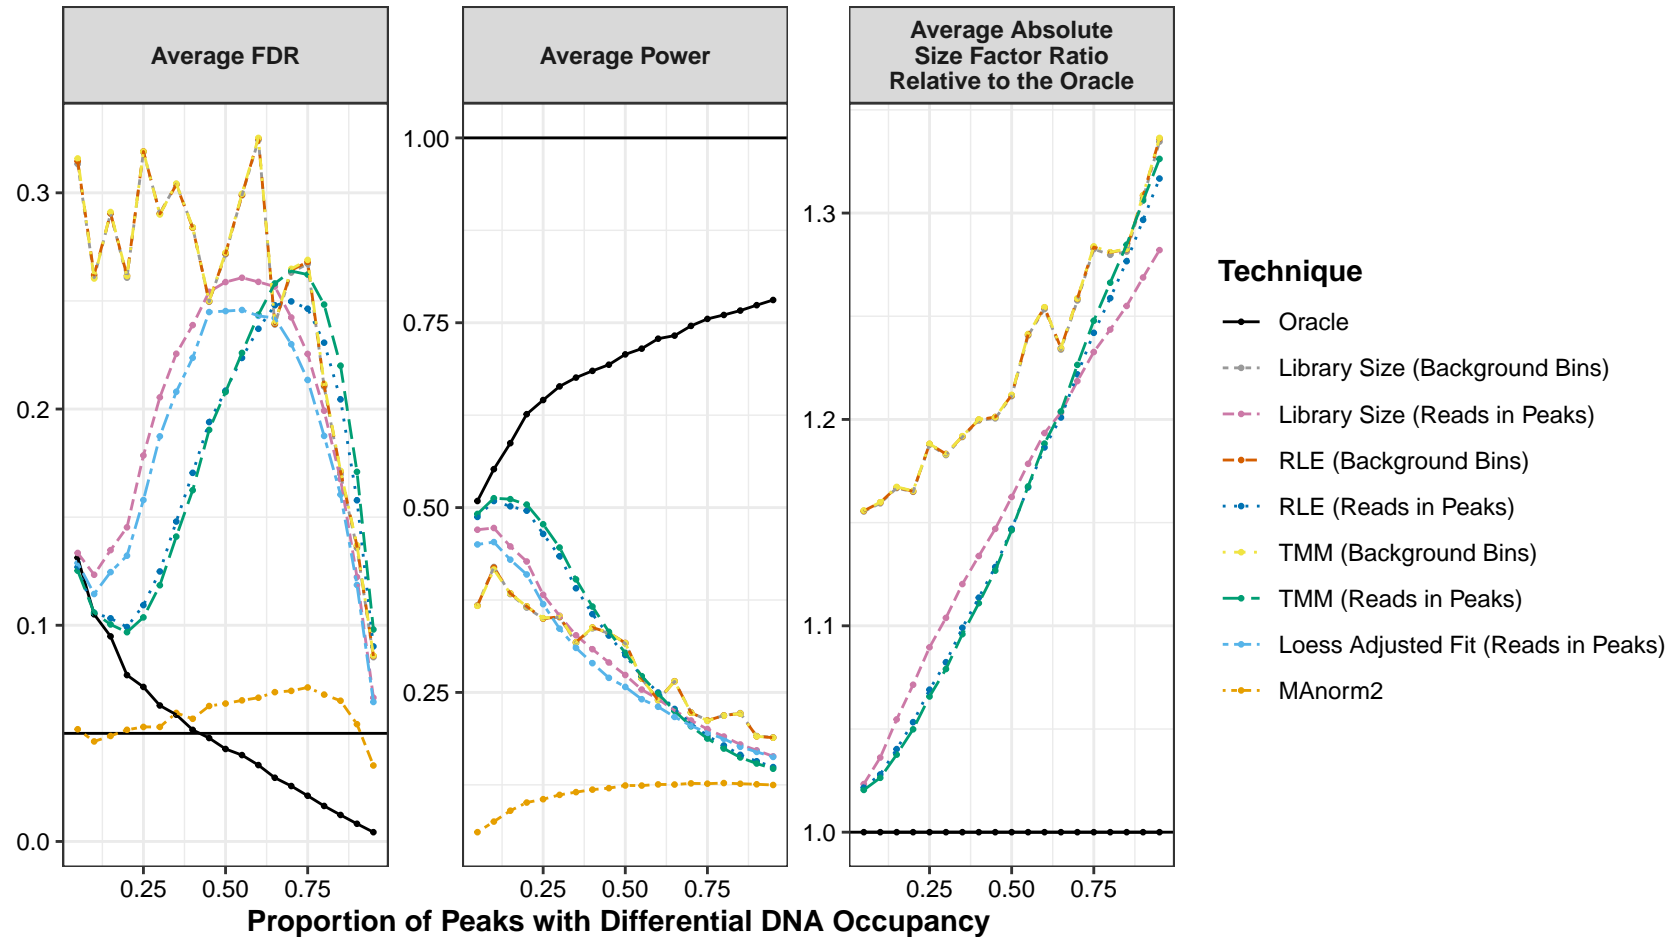 Average FDR
Average Power
Average Absolute
Size Factor Ratio
Relative to the Oracle
0.3
0.2
0.1
0.0
1.00
0.75
0.50
0.25
1.3
1.2
1.1
1.0
0.25 0.50 0.75
0.25 0.50 0.75
0.25 0.50 0.75
Proportion of Peaks with Differential DNA Occupancy
Technique
Oracle
Library Size (Background Bins)
Library Size (Reads in Peaks)
RLE (Background Bins)
RLE (Reads in Peaks)
TMM (Background Bins)
TMM (Reads in Peaks)
Loess Adjusted Fit (Reads in Peaks)
MAnorm2